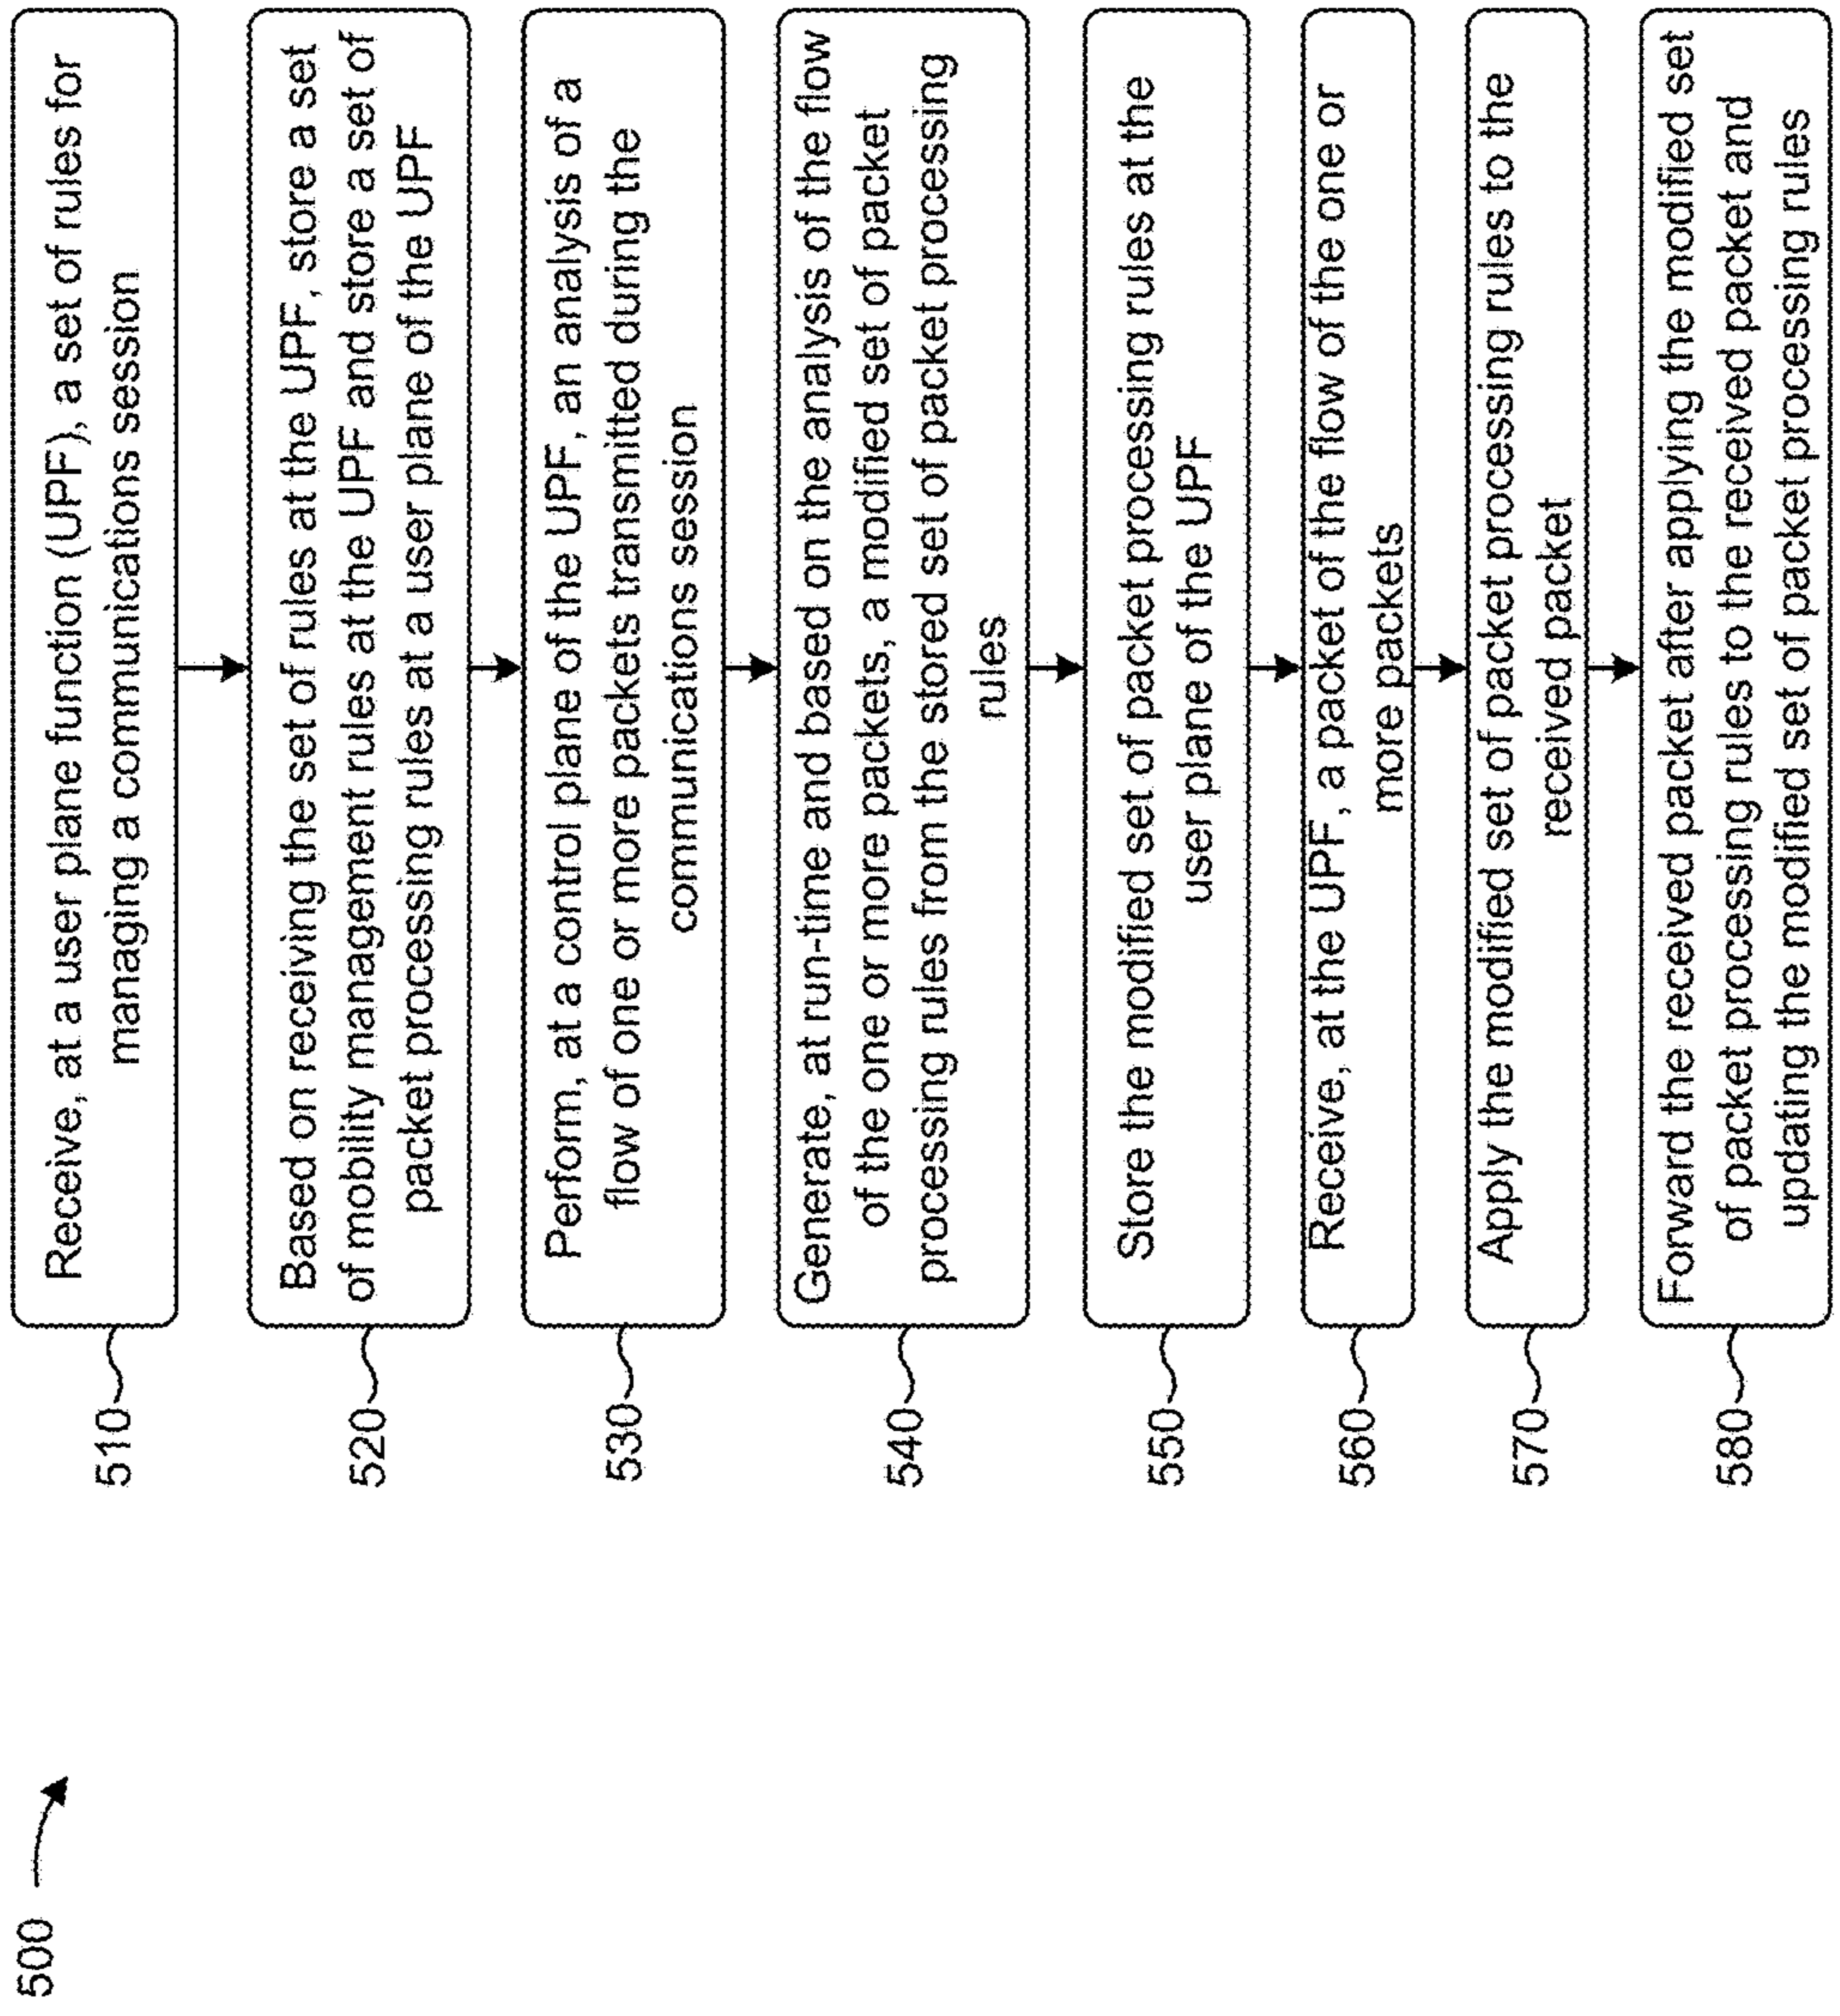 500
510
Receive, at a user plane function (UPF), a set of rules for
managing a communications session
520
Based on receiving the set of rules at the UPF, store a set
of mobility management rules at the UPF and store a set of
packet processing rules at a user plane of the UPF
530
Perform, at a control plane of the UPF, an analysis of a
flow of one or more packets transmitted during the
communications session
540
Generate, at run-time and based on the analysis of the flow
of the one or more packets, a modified set of packet
processing rules from the stored set of packet processing
rules
550
Store the modified set of packet processing rules at the
user plane of the UPF
560
Receive, at the UPF, a packet of the flow of the one or
more packets
570
Apply the modified set of packet processing rules to the
received packet
580
Forward the received packet after applying the modified set
of packet processing rules to the received packet and
updating the modified set of packet processing rules